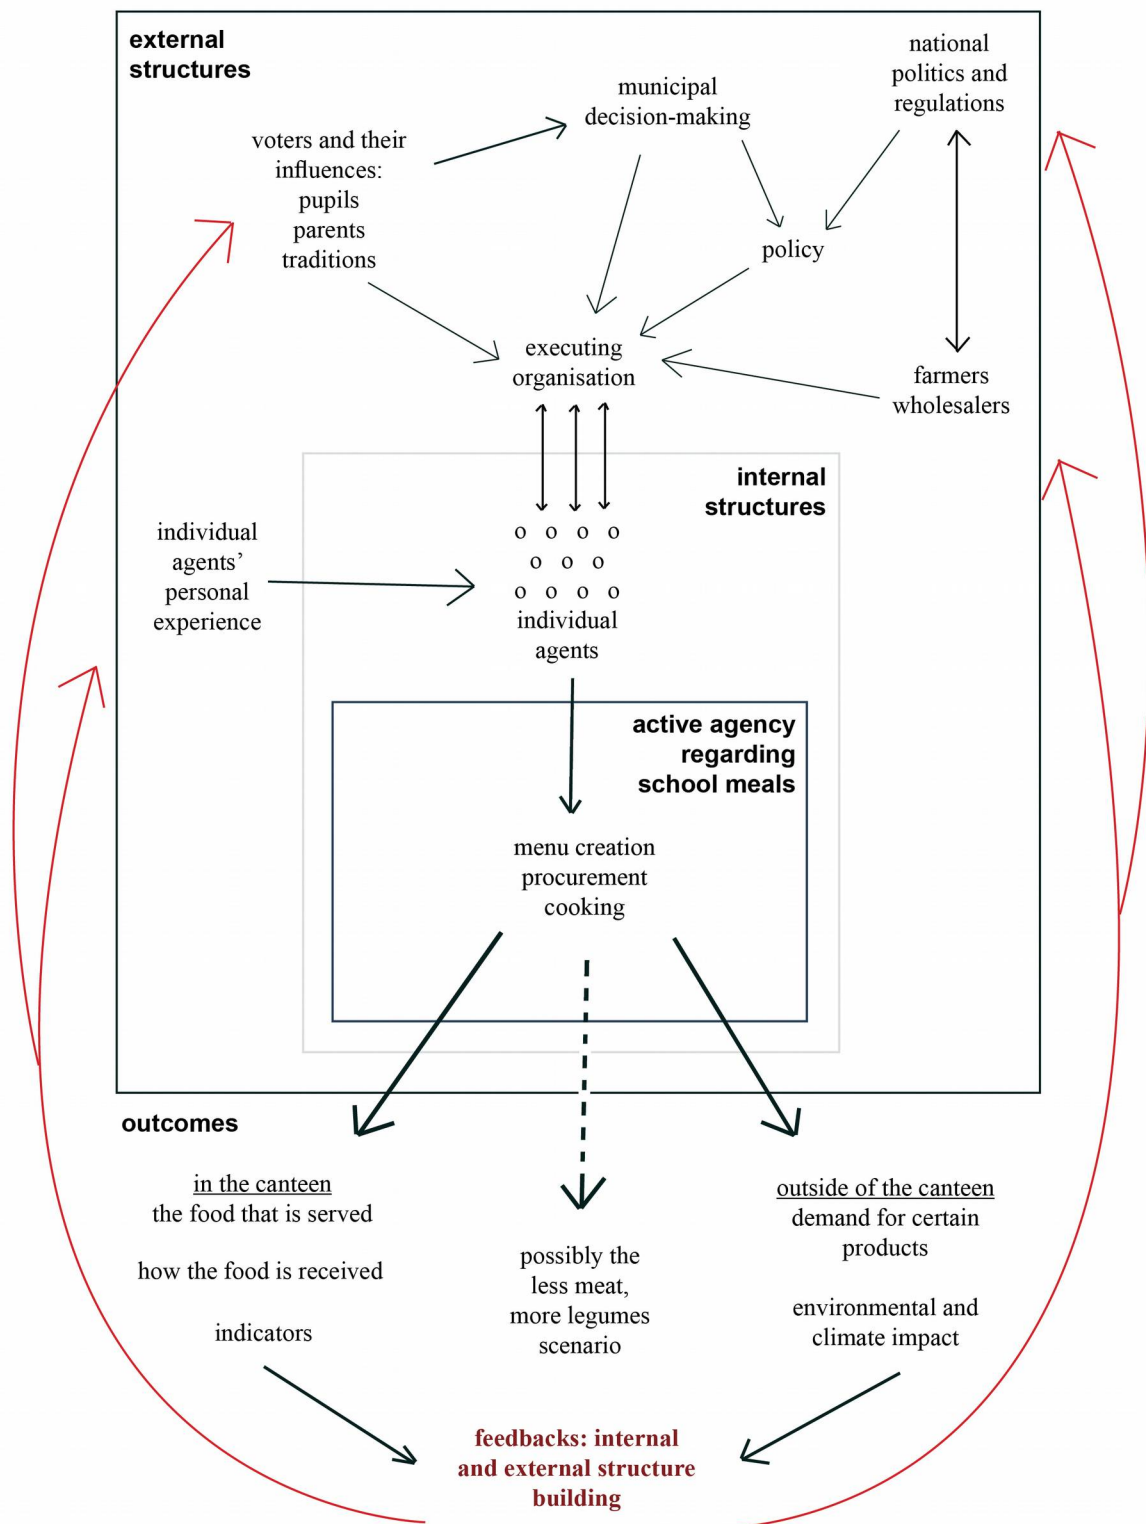 external
structures
national
politics and
regulations
municipal
decision-making
voters and their
influences:
pupils
parents
traditions
policy
executing
organisation
farmers
wholesalers
internal
structures
individual
agents’
personal
experience
o o o o
o o o
o o o o
individual
agents
active agency
regarding
school meals
menu creation
procurement
cooking
outcomes
in the canteen
the food that is served
how the food is received
indicators
possibly the
less meat,
more legumes
scenario
outside of the canteen
demand for certain
products
environmental and
climate impact
feedbacks: internal
and external structure
building